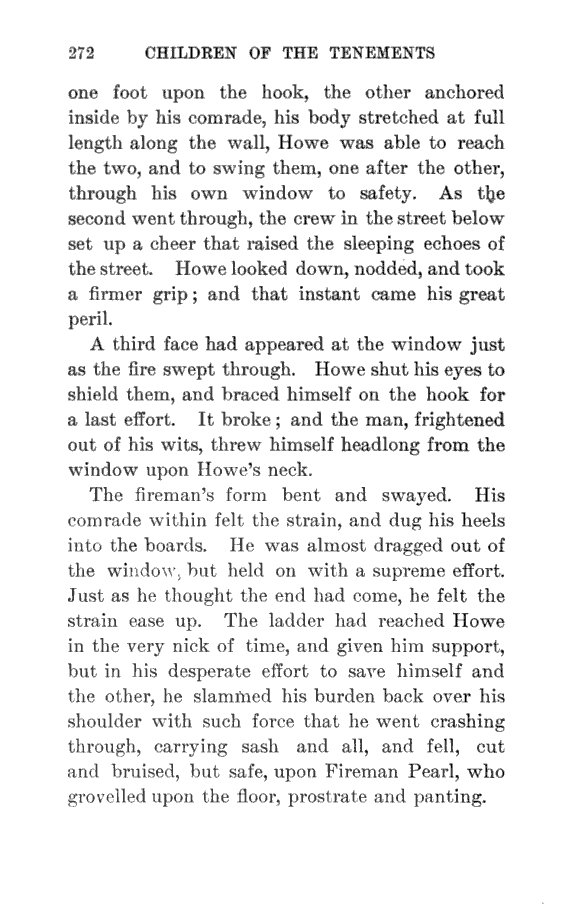 272 CHILDREN OF THE TENEMENTS
one foot upon the hook, the other anchored
inside by his comrade, his body stretched at full
length along the wall, Howe was able to reach
the two, and to swing them, one after the other,
through his own window to safety. As the
second went through, the crew in the street below
set up a cheer that raised the sleeping echoes of
the street. Howe looked down, nodded, and took
a firmer grip; and that instant came his great
peril.
A third face had appeared at the window just
as the fire swept through. Howe shut his eyes to
shield them, and braced himself on the hook for
a last effort. It broke; and the man, frightened
out of his wits, threw himself headlong from the
window upon Howe's neck.
The fireman's form bent and swayed. His
comrade within felt the strain, and dug his heels
into the boards. He was almost dragged out of
the window, but held on with a supreme effort.
Just as he thought the end had come, he felt the
strain ease up. The ladder had reached Howe
in the very nick of time, and given him support,
but in his desperate effort to save himself and
the other, he slammed his burden back over his
shoulder with such force that he went crashing
through, carrying sash and all, and fell, cut
and bruised, but safe, upon Fireman Pearl, who
grovelled upon the floor, prostrate and panting.